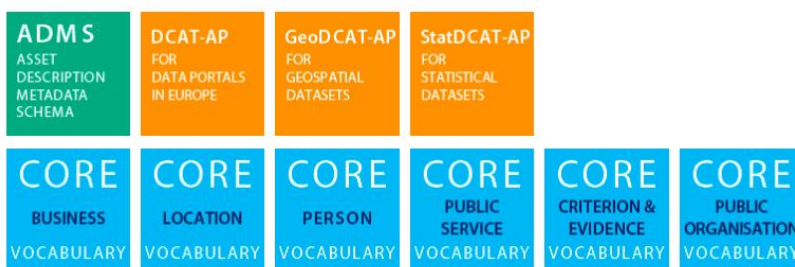 ADMS
ASSET
DESCRIPTION
METADATA
SCHEMA
DCAT-AP
FOR
DATA PORTALS
IN EUROPE
GeoDCAT-AP
FOR
GEOSPATIAL
DATASETS
StatDCAT-AP
FOR
STATISTICAL
DATASETS
CORE
BUSINESS
VOCABULARY
CORE
LOCATION
VOCABULARY
CORE
PERSON
VOCABULARY
CORE
PUBLIC
SERVICE
VOCABULARY
CORE
CRITERION &
EVIDENCE
VOCABULARY
CORE
PUBLIC
ORGANISATION
VOCABULARY